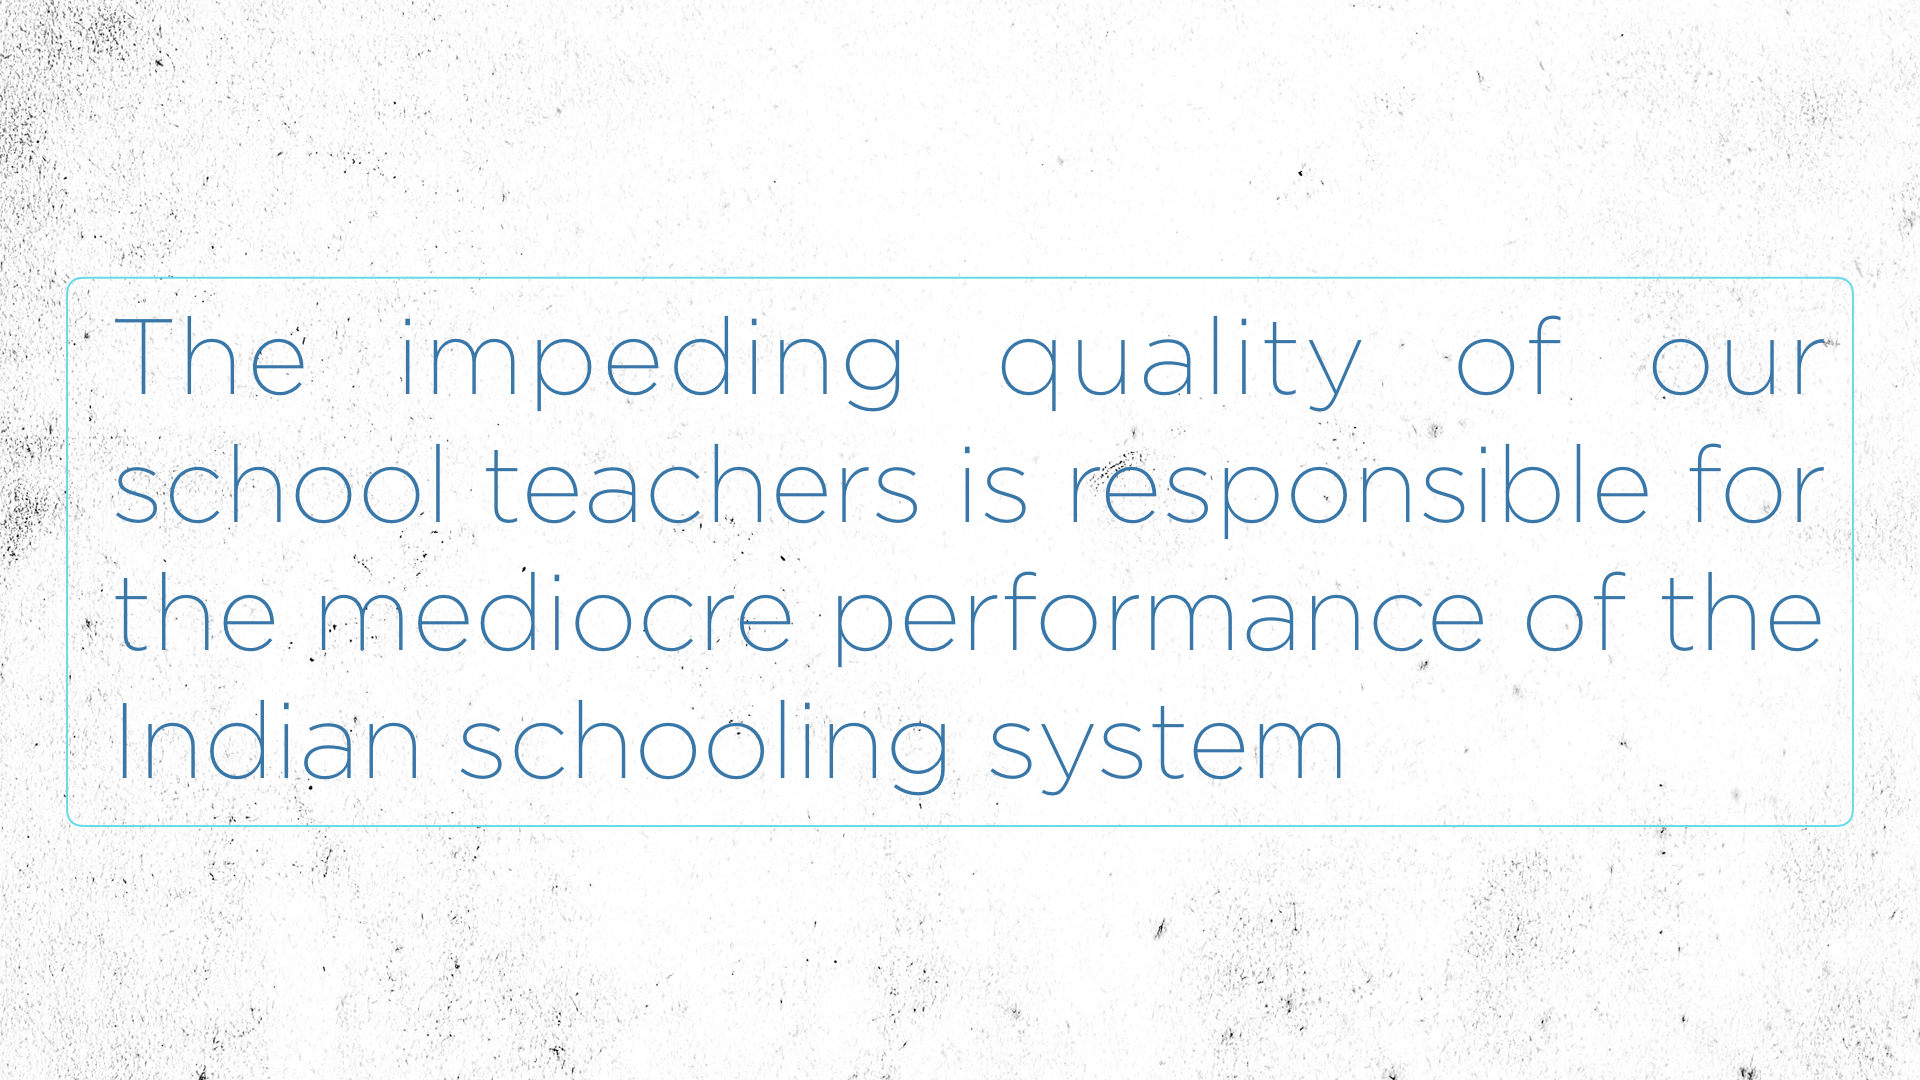 The impeding quality of our
school teachers is responsible for
the mediocre performance of the
Indian schooling system